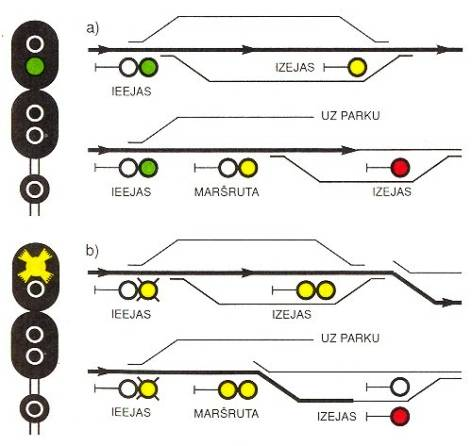 a)
IEEJAS
IZEJAS
UZ PARKU
IEEJAS
MARŠRUTA
IZEJAS
b)
IEEJAS
IZEJAS
UZ PARKU
IEEJAS
MARŠRUTA
IZEJAS